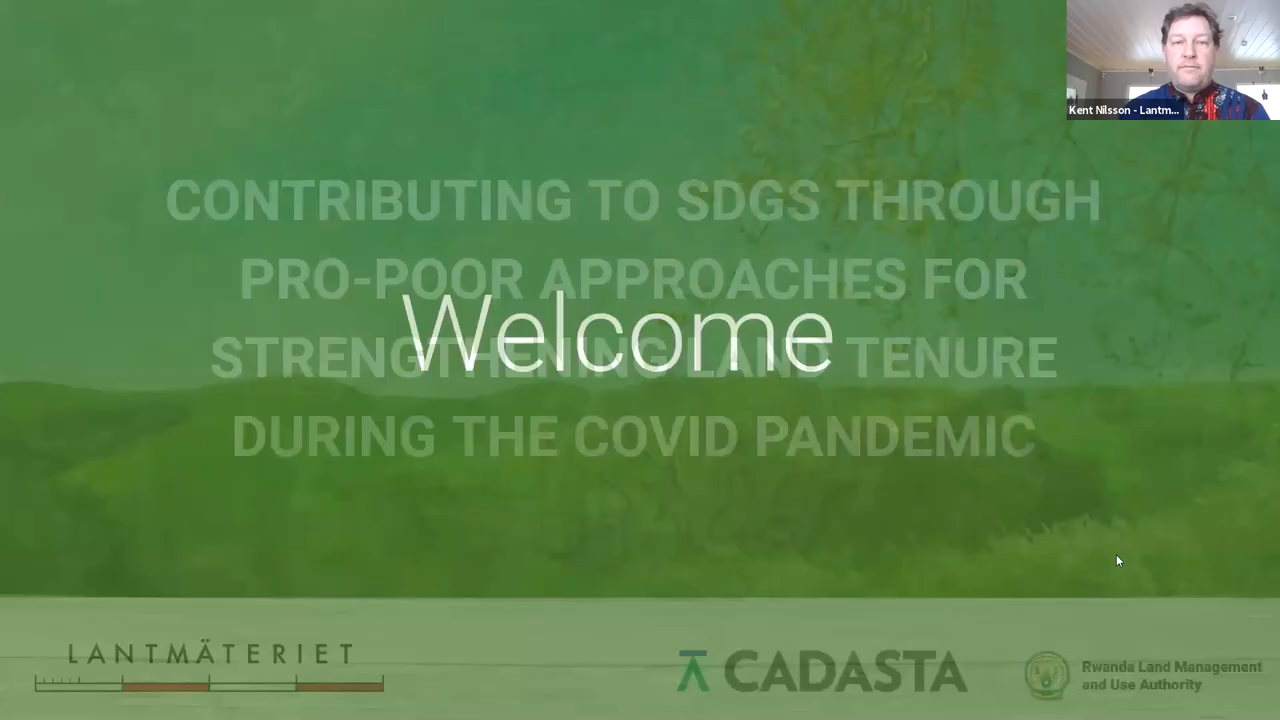 Kent Nilsson - Lantm...
CONTRIBUTING TO SDGS THROUGH
PRO-POOR APPROACHES FOR
Welcome
STRENGTHENING LAND TENURE
DURING THE COVID PANDEMIC
LANTMÄTERIET
CADASTA
Rwanda Land Management
and Use Authority